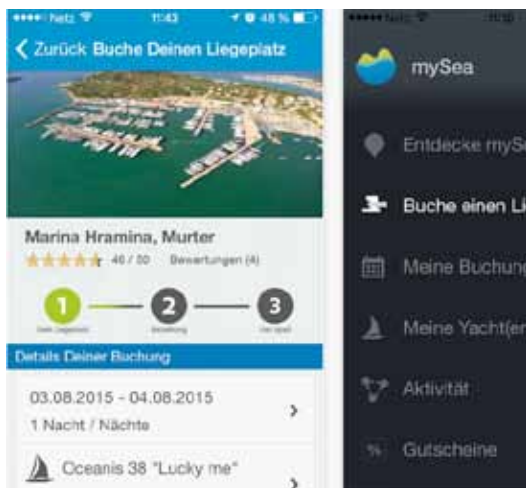 Netz 11:43 48 %
Zurück Buche Deinen Liegeplatz
Marina Hramina, Murter
Bewertungen (4)
1 2 3
Details Deiner Buchung
03.08.2015 - 04.08.2015
1 Nacht / Nächte
Oceanis 38 "Lucky me"
mySea
Entdecke myS
Buche einen Li
Meine Buchung
Meine Yacht(en
Aktivität
% Gutscheine